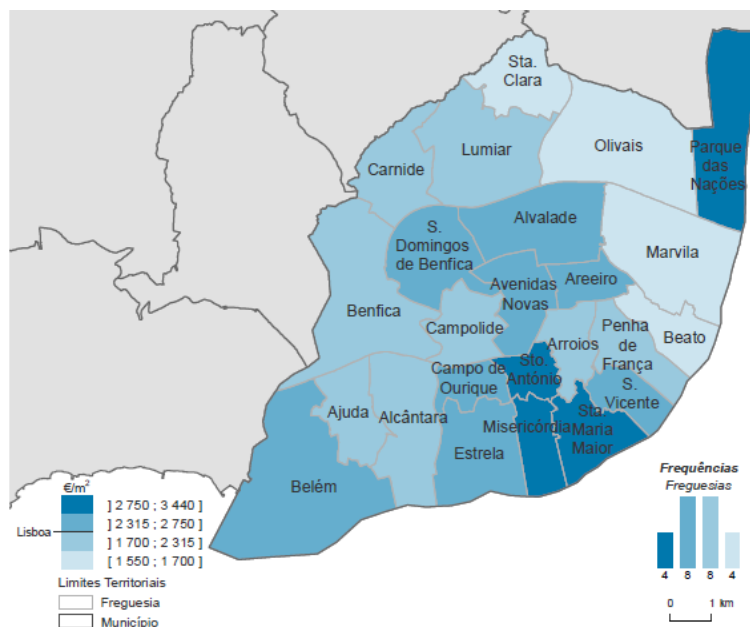 Sta.
Clara
Lumiar
Olivais
Parque
das
Nações
Carnide
S.
Domingos
de Benfica
Alvalade
Marvila
Avenidas
Novas
Areeiro
Benfica
Campolide
Arroios
Penha
de
França
Beato
Campo de
Ourique
Sto.
António
S.
Vicente
Ajuda
Alcântara
Estrela
Misericórdia
Sta.
Maria
Maior
Belém
€/m²
] 2 750 ; 3 440 ]
] 2 315 ; 2 750 ]
Lisboa
] 1 700 ; 2 315 ]
[ 1 550 ; 1 700 ]
Limites Territoriais
Freguesia
Município
Frequências
Freguesias
4 8 8 4
0 1 km